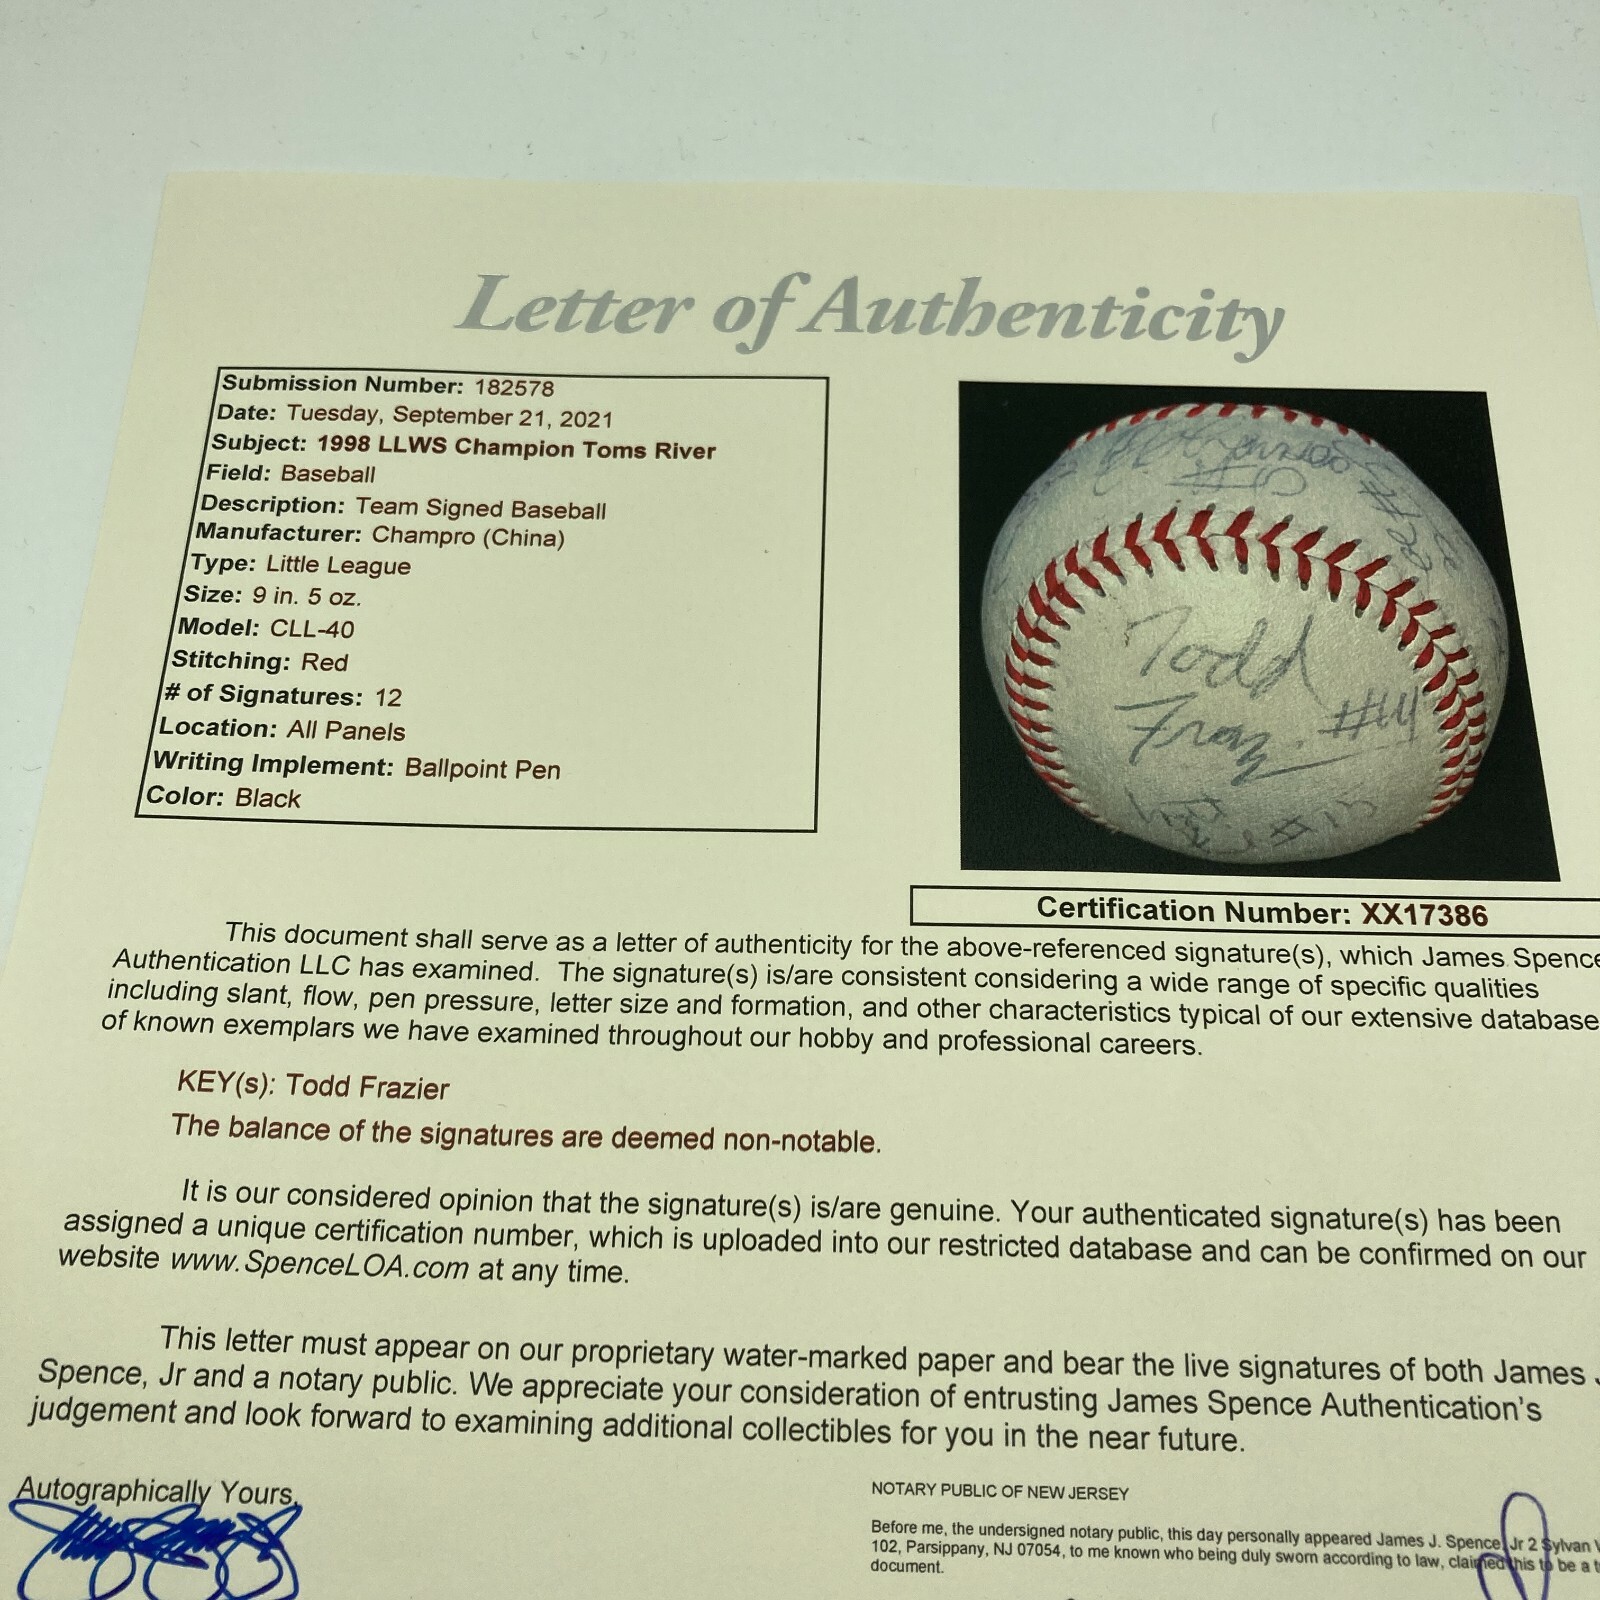 Letter of Authenticity
Submission Number: 182578
Date: Tuesday, September 21, 2021
Subject: 1998 LLWS Champion Toms River
Field: Baseball
Description: Team Signed Baseball
Manufacturer: Champro (China)
Type: Little League
Size: 9 in. 5 oz.
Model: CLL-40
Stitching: Red
# of Signatures: 12
Location: All Panels
Writing Implement: Ballpoint Pen
Color: Black
Todd
#44
#13
Certification Number: XX17386
This document shall serve as a letter of authenticity for the above-referenced signature(s), which James Spence
Authentication LLC has examined. The signature(s) is/are consistent considering a wide range of specific qualities
including slant, flow, pen pressure, letter size and formation, and other characteristics typical of our extensive database
of known exemplars we have examined throughout our hobby and professional careers.
KEY(s): Todd Frazier
The balance of the signatures are deemed non-notable.
It is our considered opinion that the signature(s) is/are genuine. Your authenticated signature(s) has been
assigned a unique certification number, which is uploaded into our restricted database and can be confirmed on our
website www.SpenceLOA.com at any time.
This letter must appear on our proprietary water-marked paper and bear the live signatures of both James
Spence, Jr and a notary public. We appreciate your consideration of entrusting James Spence Authentication's
judgement and look forward to examining additional collectibles for you in the near future.
Autographically Yours,
NOTARY PUBLIC OF NEW JERSEY
Before me, the undersigned notary public, this day personally appeared James J. Spence, Jr 2 Sylvan
102, Parsippany, NJ 07054, to me known who being duly sworn according to law, claimed this to be a
document.